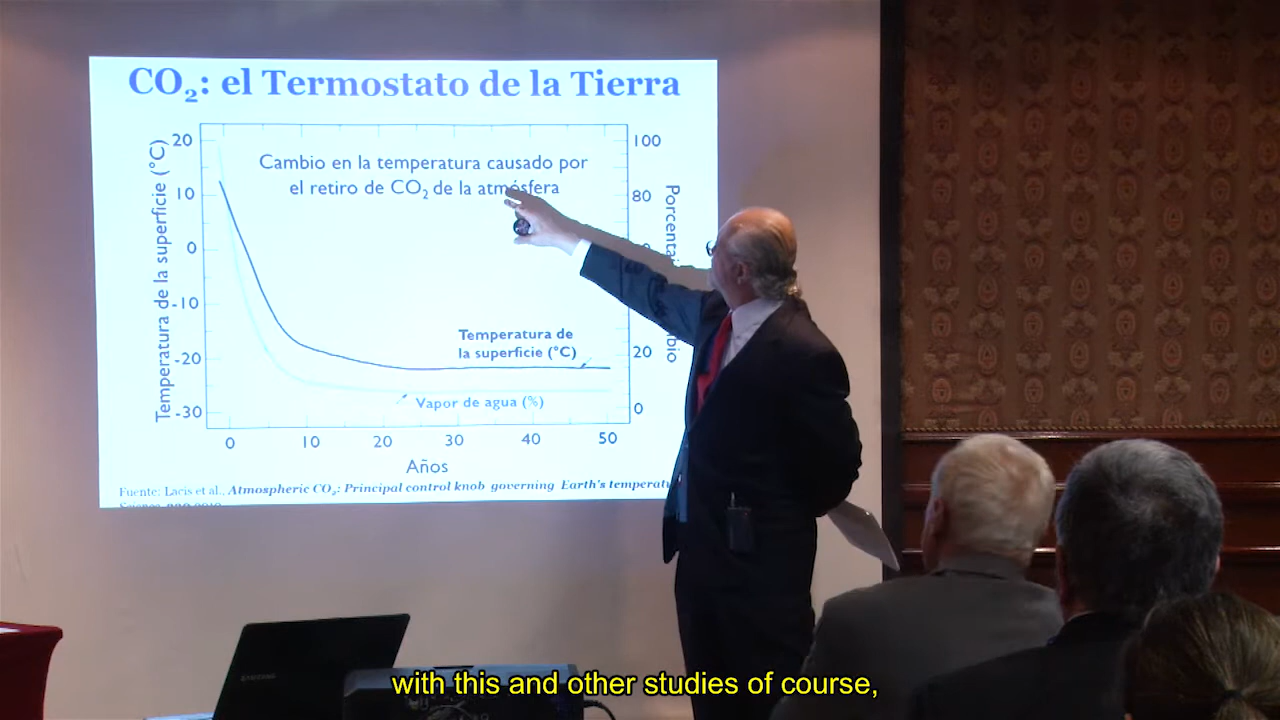 CO₂: el Termostato de la Tierra
Temperatura de la superficie (°C)
20
10
0
-10
-20
-30
Cambio en la temperatura causado por
el retiro de CO₂ de la atmósfera
100
80
20
0
Temperatura de
la superficie (°C)
Vapor de agua (%)
0 10 20 30 40 50
Años
Fuente: Lacis et al., Atmospheric CO₂: Principal control knob governing Earth's
SAMSUNG
with this and other studies of course,